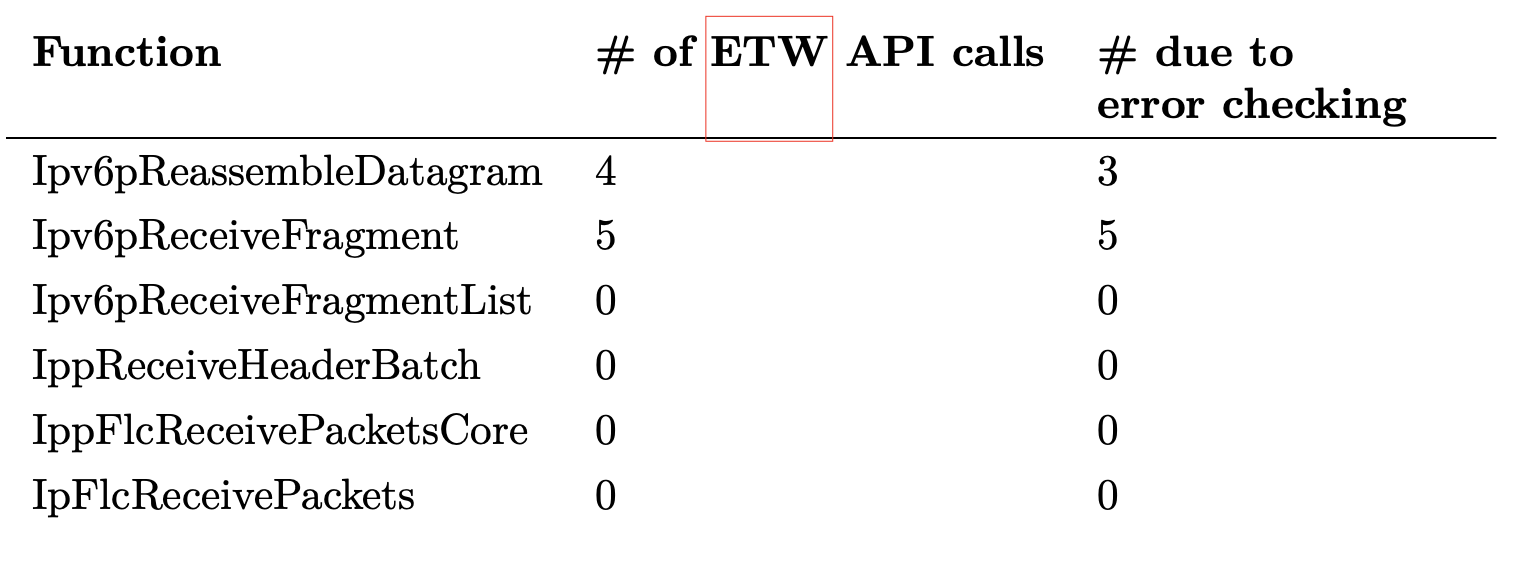 Function # of ETW API calls # due to
error checking
Ipv6pReassembleDatagram 4 3
Ipv6pReceiveFragment 5 5
Ipv6pReceiveFragmentList 0 0
IppReceiveHeaderBatch 0 0
IppFlcReceivePacketsCore 0 0
IpFlcReceivePackets 0 0